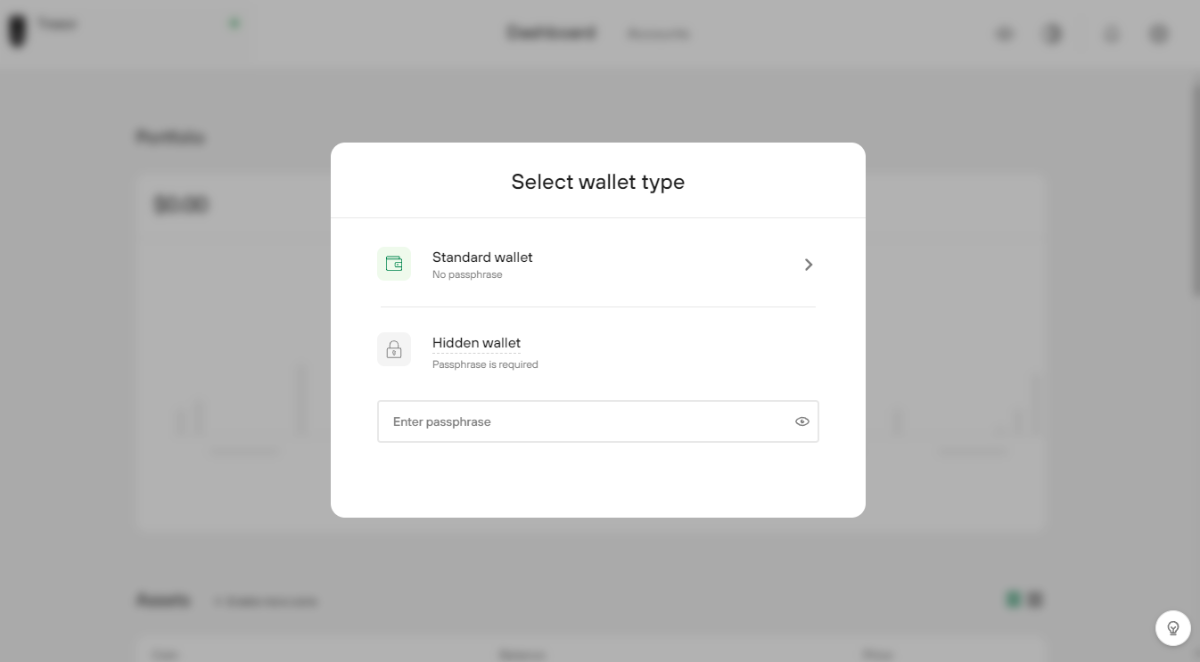 Dashboard
Accounts
Portfolio
$0.00
Select wallet type
Standard wallet
No passphrase
Hidden wallet
Passphrase is required
Enter passphrase
Assets